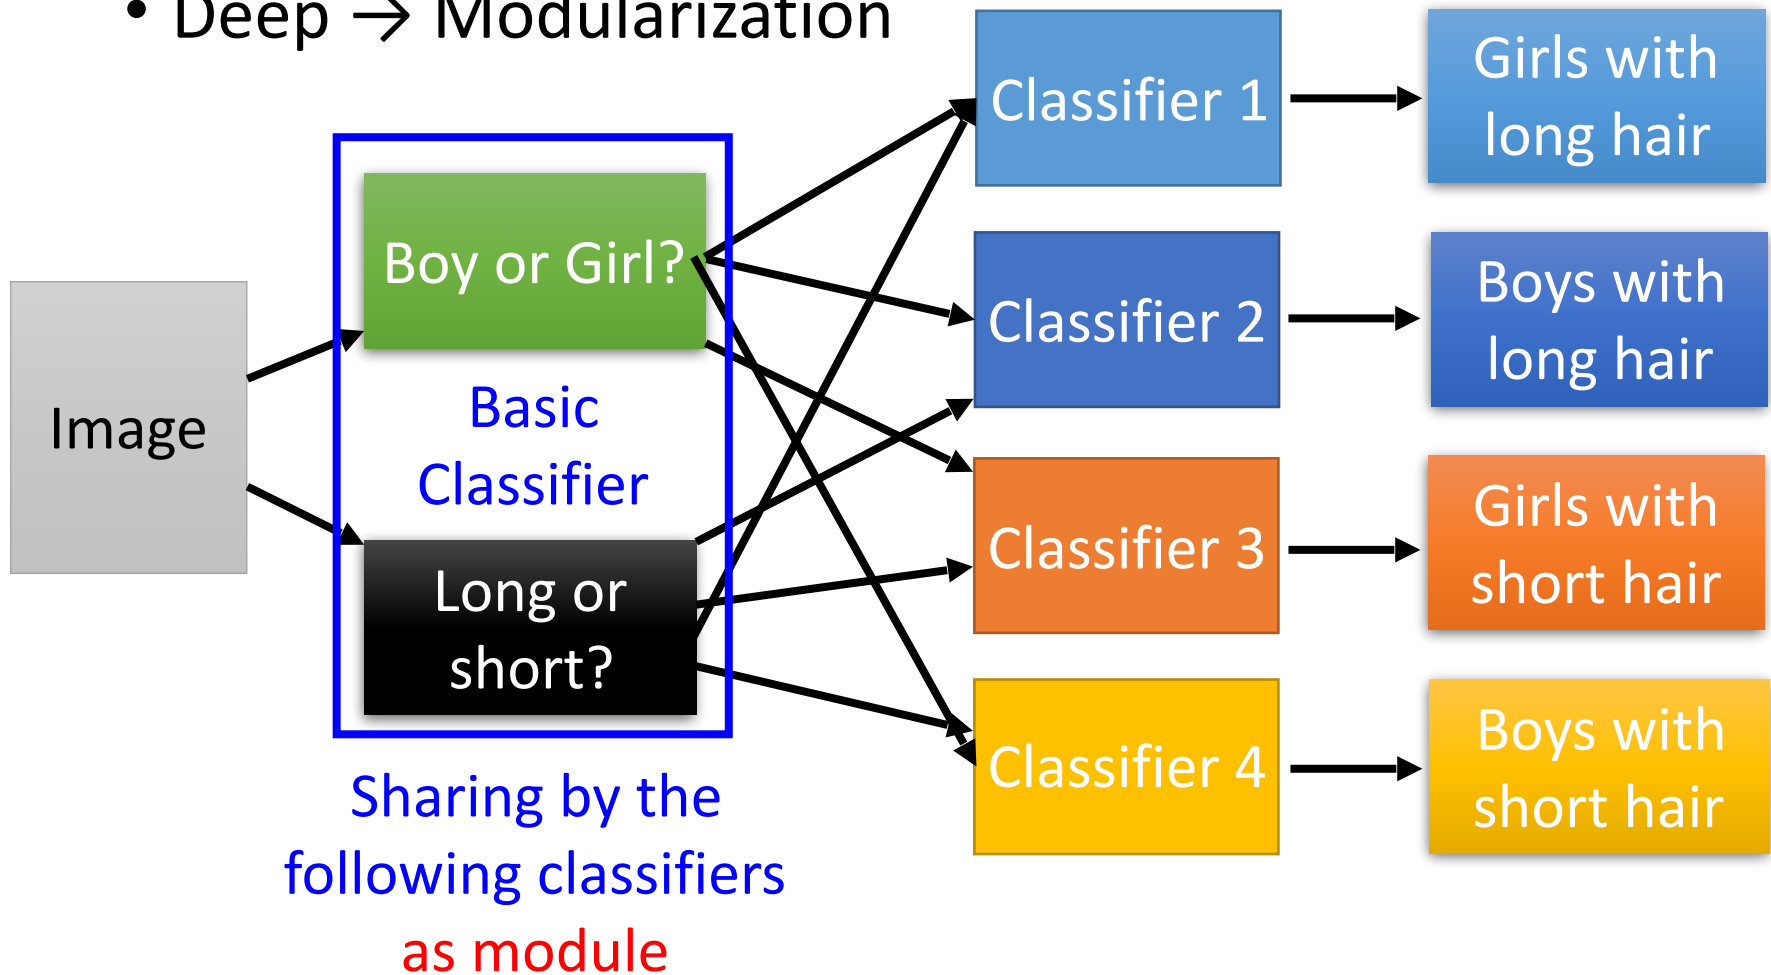 • Deep → Modularization
Image
Boy or Girl?
Basic
Classifier
Long or
short?
Sharing by the
following classifiers
as module
Classifier 1
Girls with
long hair
Classifier 2
Boys with
long hair
Classifier 3
Girls with
short hair
Classifier 4
Boys with
short hair